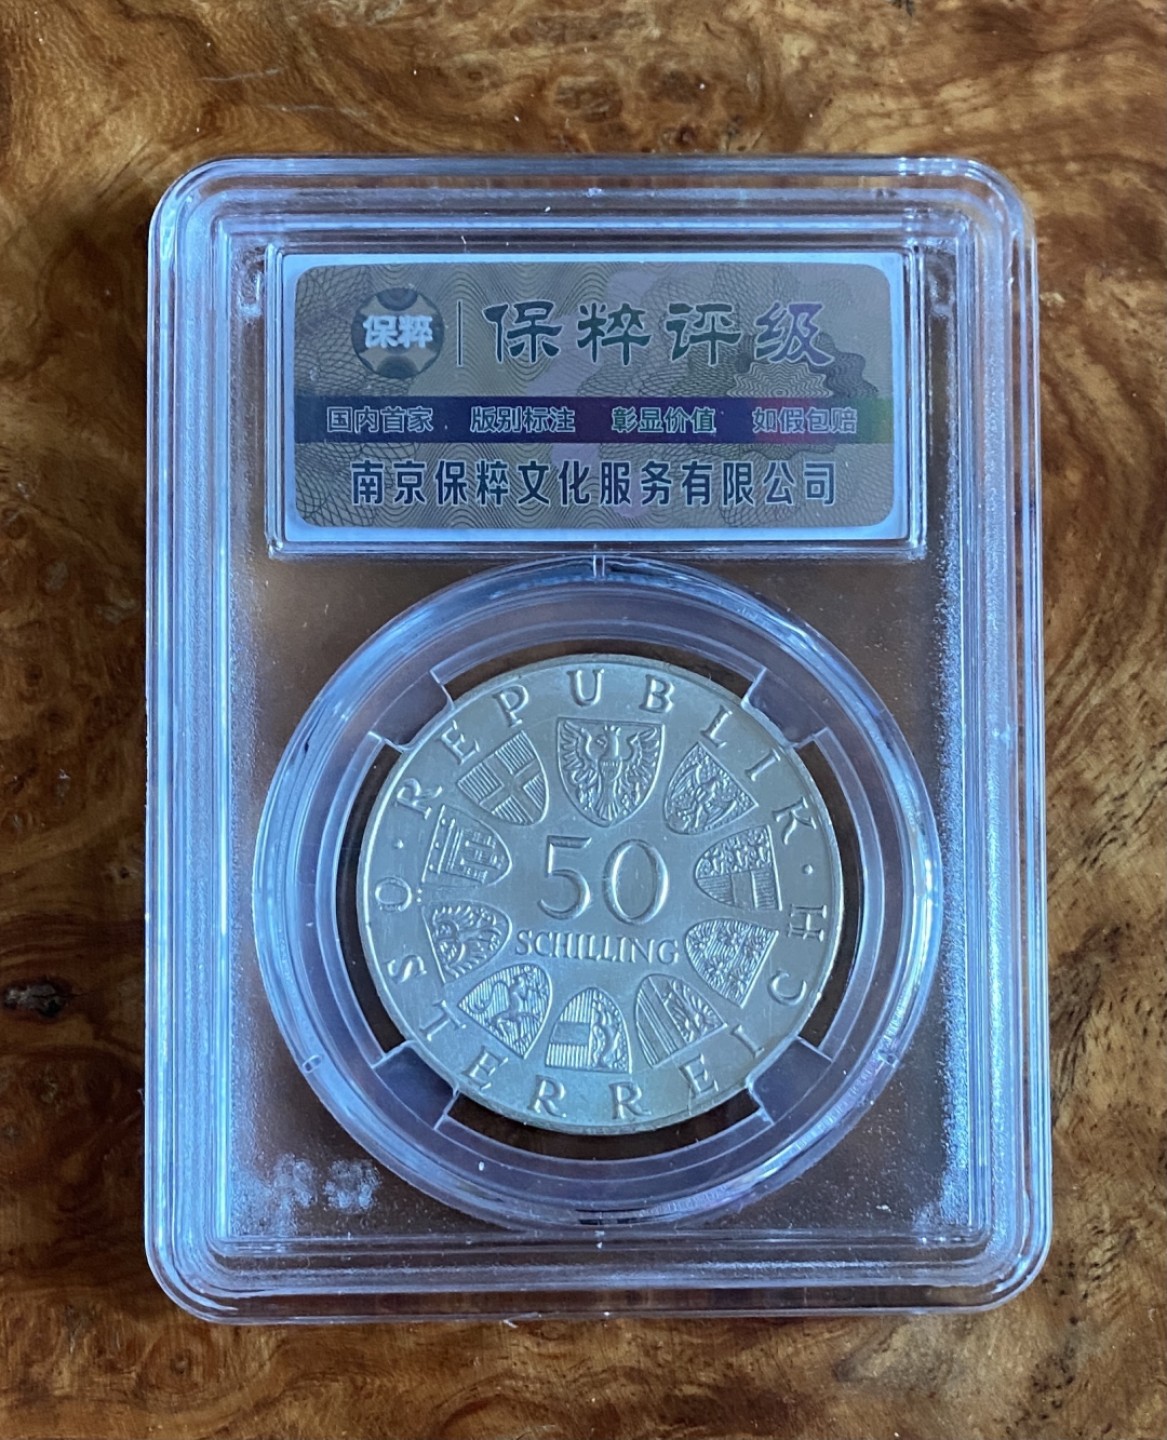 保粹 保粹评级
国内首家 版别标注 彰显价值 如假包赔
南京保粹文化服务有限公司
REPUBLIK · ÖSTERREICH ·
50
SCHILLING